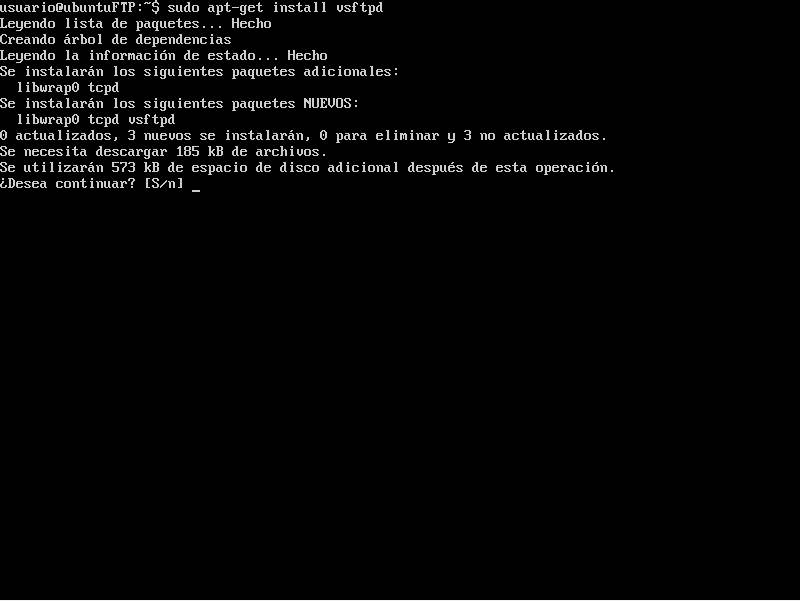 usuario@ubuntuFTP:~$ sudo apt-get install vsftpd
Leyendo lista de paquetes... Hecho
Creando árbol de dependencias
Leyendo la información de estado... Hecho
Se instalarán los siguientes paquetes adicionales:
  libwrap0 tcpd
Se instalarán los siguientes paquetes NUEVOS:
  libwrap0 tcpd vsftpd
0 actualizados, 3 nuevos se instalarán, 0 para eliminar y 3 no actualizados.
Se necesita descargar 185 kB de archivos.
Se utilizarán 573 kB de espacio de disco adicional después de esta operación.
¿Desea continuar? [S/n] _